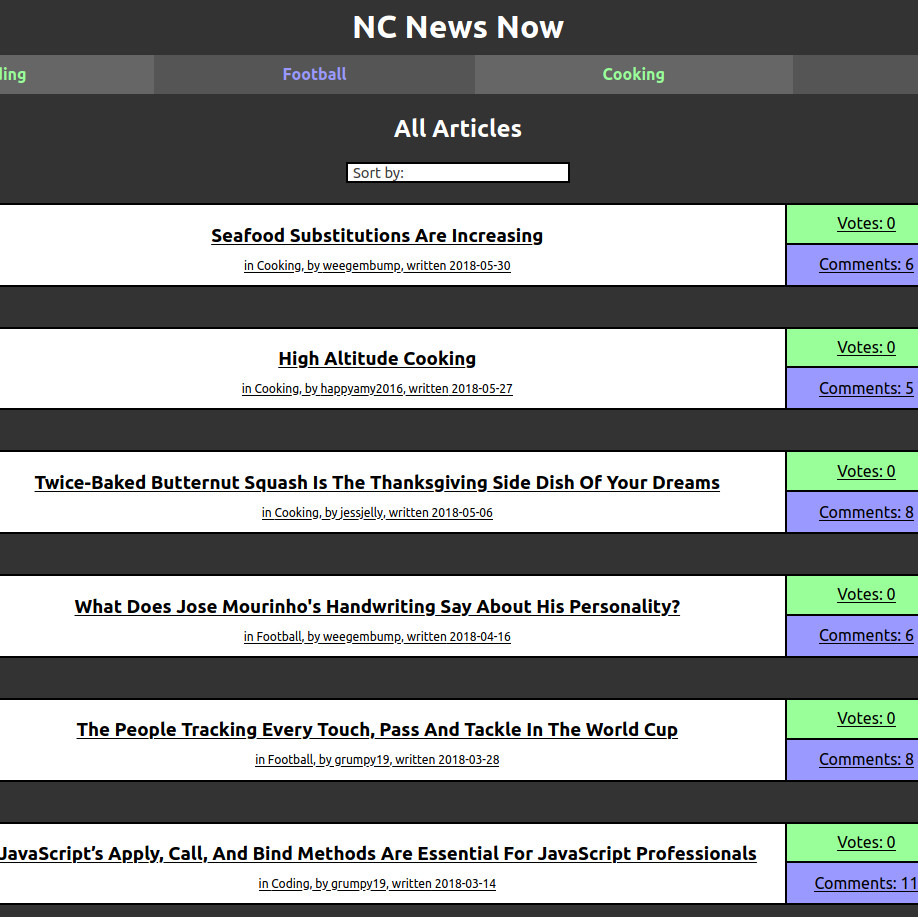 NC News Now
ding Football Cooking
All Articles
Sort by:
Seafood Substitutions Are Increasing
in Cooking, by weegembump, written 2018-05-30
Votes: 0
Comments: 6
High Altitude Cooking
in Cooking, by happyamy2016, written 2018-05-27
Votes: 0
Comments: 5
Twice-Baked Butternut Squash Is The Thanksgiving Side Dish Of Your Dreams
in Cooking, by jessjelly, written 2018-05-06
Votes: 0
Comments: 8
What Does Jose Mourinho's Handwriting Say About His Personality?
in Football, by weegembump, written 2018-04-16
Votes: 0
Comments: 6
The People Tracking Every Touch, Pass And Tackle In The World Cup
in Football, by grumpy19, written 2018-03-28
Votes: 0
Comments: 8
JavaScript’s Apply, Call, And Bind Methods Are Essential For JavaScript Professionals
in Coding, by grumpy19, written 2018-03-14
Votes: 0
Comments: 11